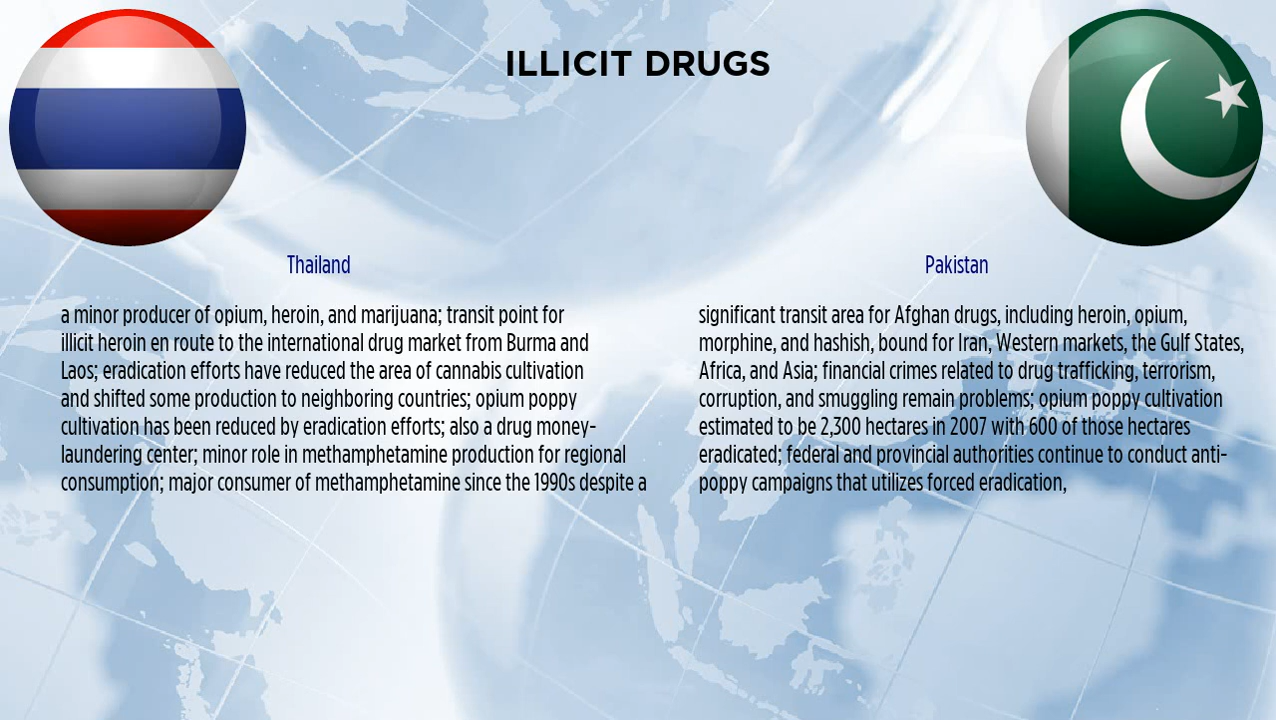 ILLICIT DRUGS
Thailand
a minor producer of opium, heroin, and marijuana; transit point for
illicit heroin en route to the international drug market from Burma and
Laos; eradication efforts have reduced the area of cannabis cultivation
and shifted some production to neighboring countries; opium poppy
cultivation has been reduced by eradication efforts; also a drug money-
laundering center; minor role in methamphetamine production for regional
consumption; major consumer of methamphetamine since the 1990s despite a
Pakistan
significant transit area for Afghan drugs, including heroin, opium,
morphine, and hashish, bound for Iran, Western markets, the Gulf States,
Africa, and Asia; financial crimes related to drug trafficking, terrorism,
corruption, and smuggling remain problems; opium poppy cultivation
estimated to be 2,300 hectares in 2007 with 600 of those hectares
eradicated; federal and provincial authorities continue to conduct anti-
poppy campaigns that utilizes forced eradication,